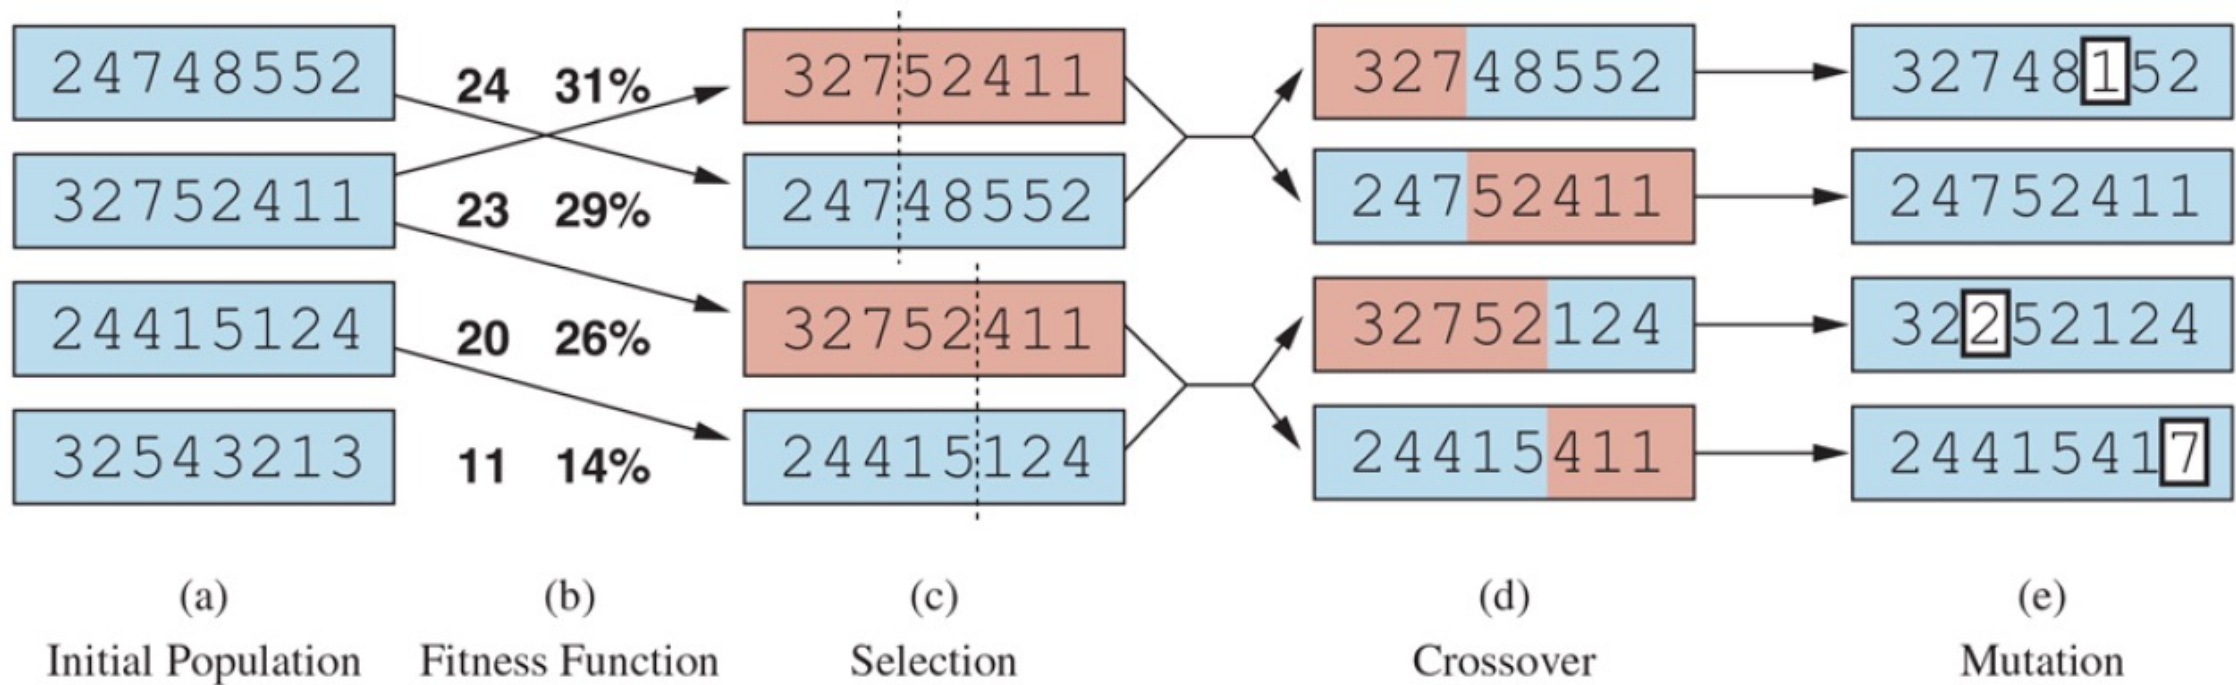 24748552 24 31% 32752411 32748552 32748152
32752411 23 29% 24748552 24752411 24752411
24415124 20 26% 32752411 32752124 32252124
32543213 11 14% 24415124 24415411 24415417
(a) (b) (c) (d) (e)
Initial Population Fitness Function Selection Crossover Mutation